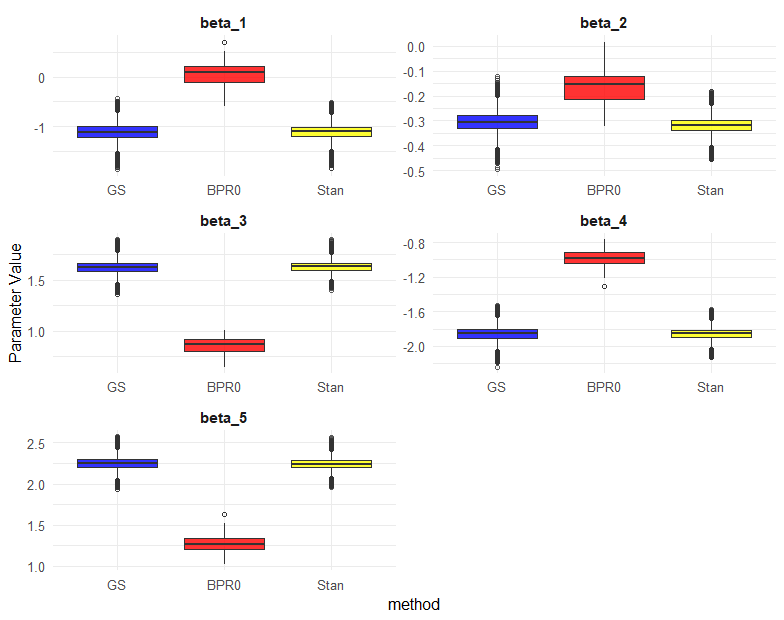 beta_1
0
-1
GS BPR0 Stan
beta_2
0.0
-0.1
-0.2
-0.3
-0.4
-0.5
GS BPR0 Stan
beta_3
1.5
1.0
GS BPR0 Stan
beta_4
-0.8
-1.2
-1.6
-2.0
GS BPR0 Stan
beta_5
2.5
2.0
1.5
1.0
GS BPR0 Stan
Parameter Value
method